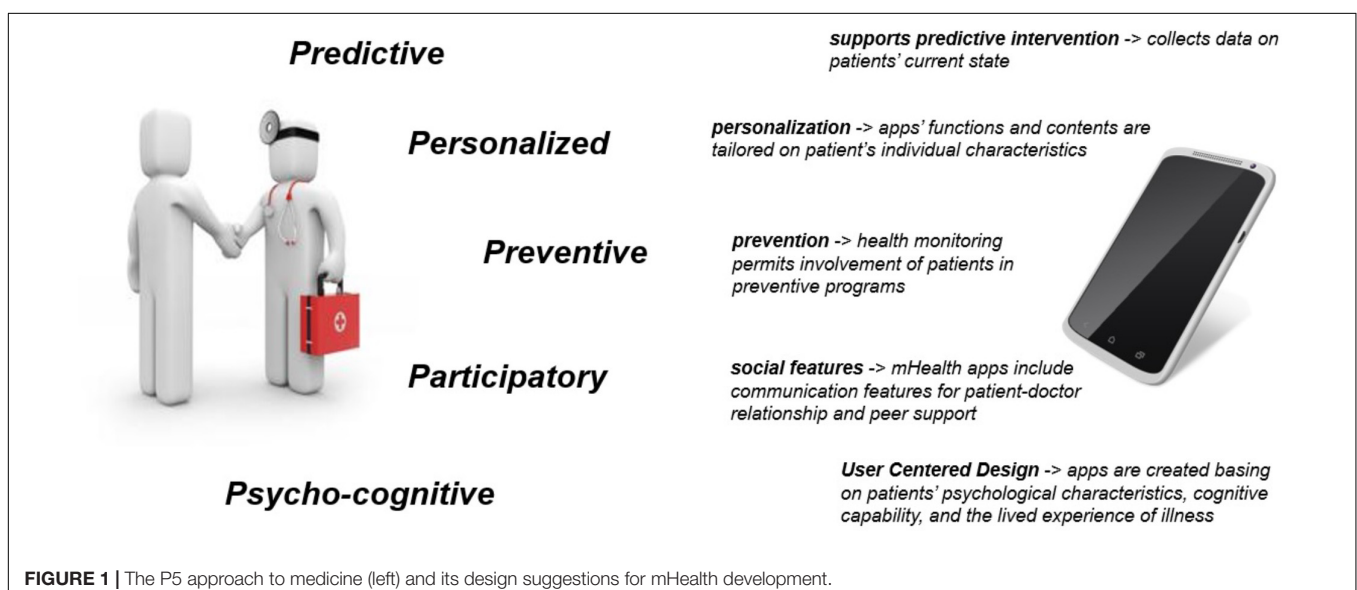 Predictive
supports predictive intervention -> collects data on
patients' current state
Personalized
personalization -> apps' functions and contents are
tailored on patient's individual characteristics
Preventive
prevention -> health monitoring
permits involvement of patients in
preventive programs
Participatory
social features -> mHealth apps include
communication features for patient-doctor
relationship and peer support
Psycho-cognitive
User Centered Design -> apps are created basing
on patients' psychological characteristics, cognitive
capability, and the lived experience of illness
FIGURE 1 | The P5 approach to medicine (left) and its design suggestions for mHealth development.